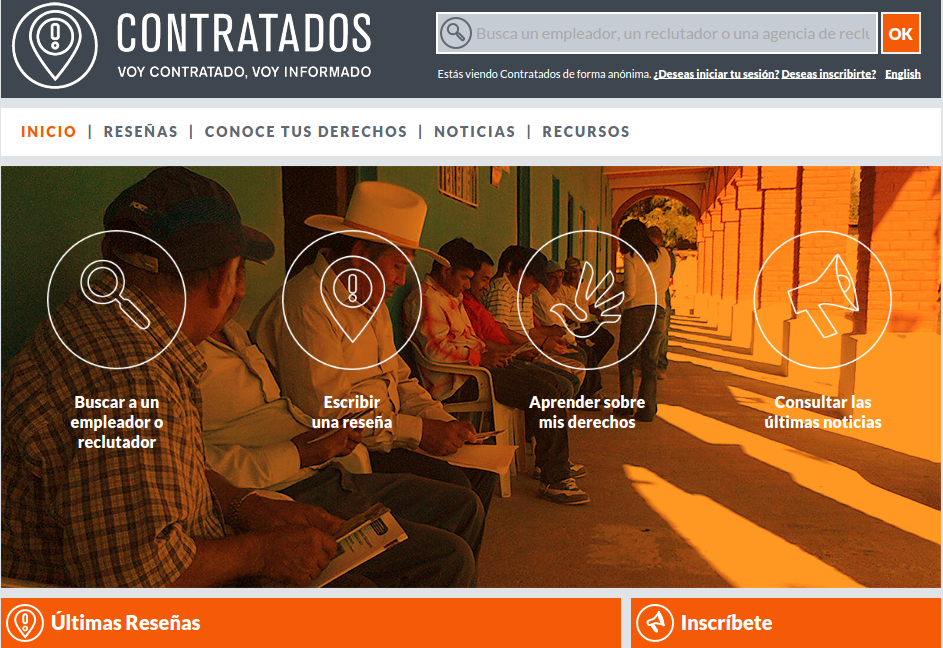 CONTRATADOS
VOY CONTRATADO, VOY INFORMADO
Busca un empleador, un reclutador o una agencia de reclu
OK
Estás viendo Contratados de forma anónima. ¿Deseas iniciar tu sesión? Deseas inscribirte? English
INICIO | RESEÑAS | CONOCE TUS DERECHOS | NOTICIAS | RECURSOS
Buscar a un
empleador o
reclutador
Escribir
una reseña
Aprender sobre
mis derechos
Consultar las
últimas noticias
Últimas Reseñas
Inscríbete